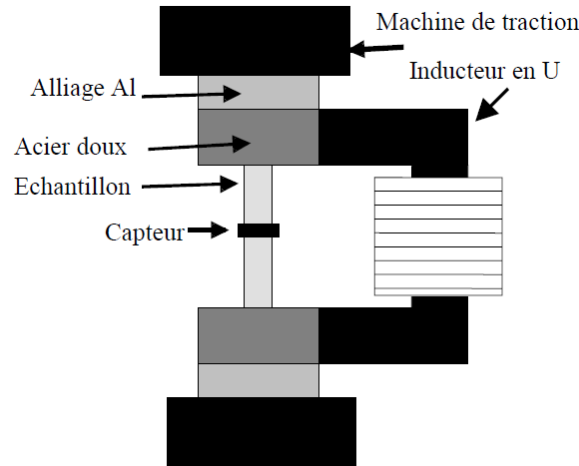 Machine de traction
Inducteur en U
Alliage Al
Acier doux
Echantillon
Capteur